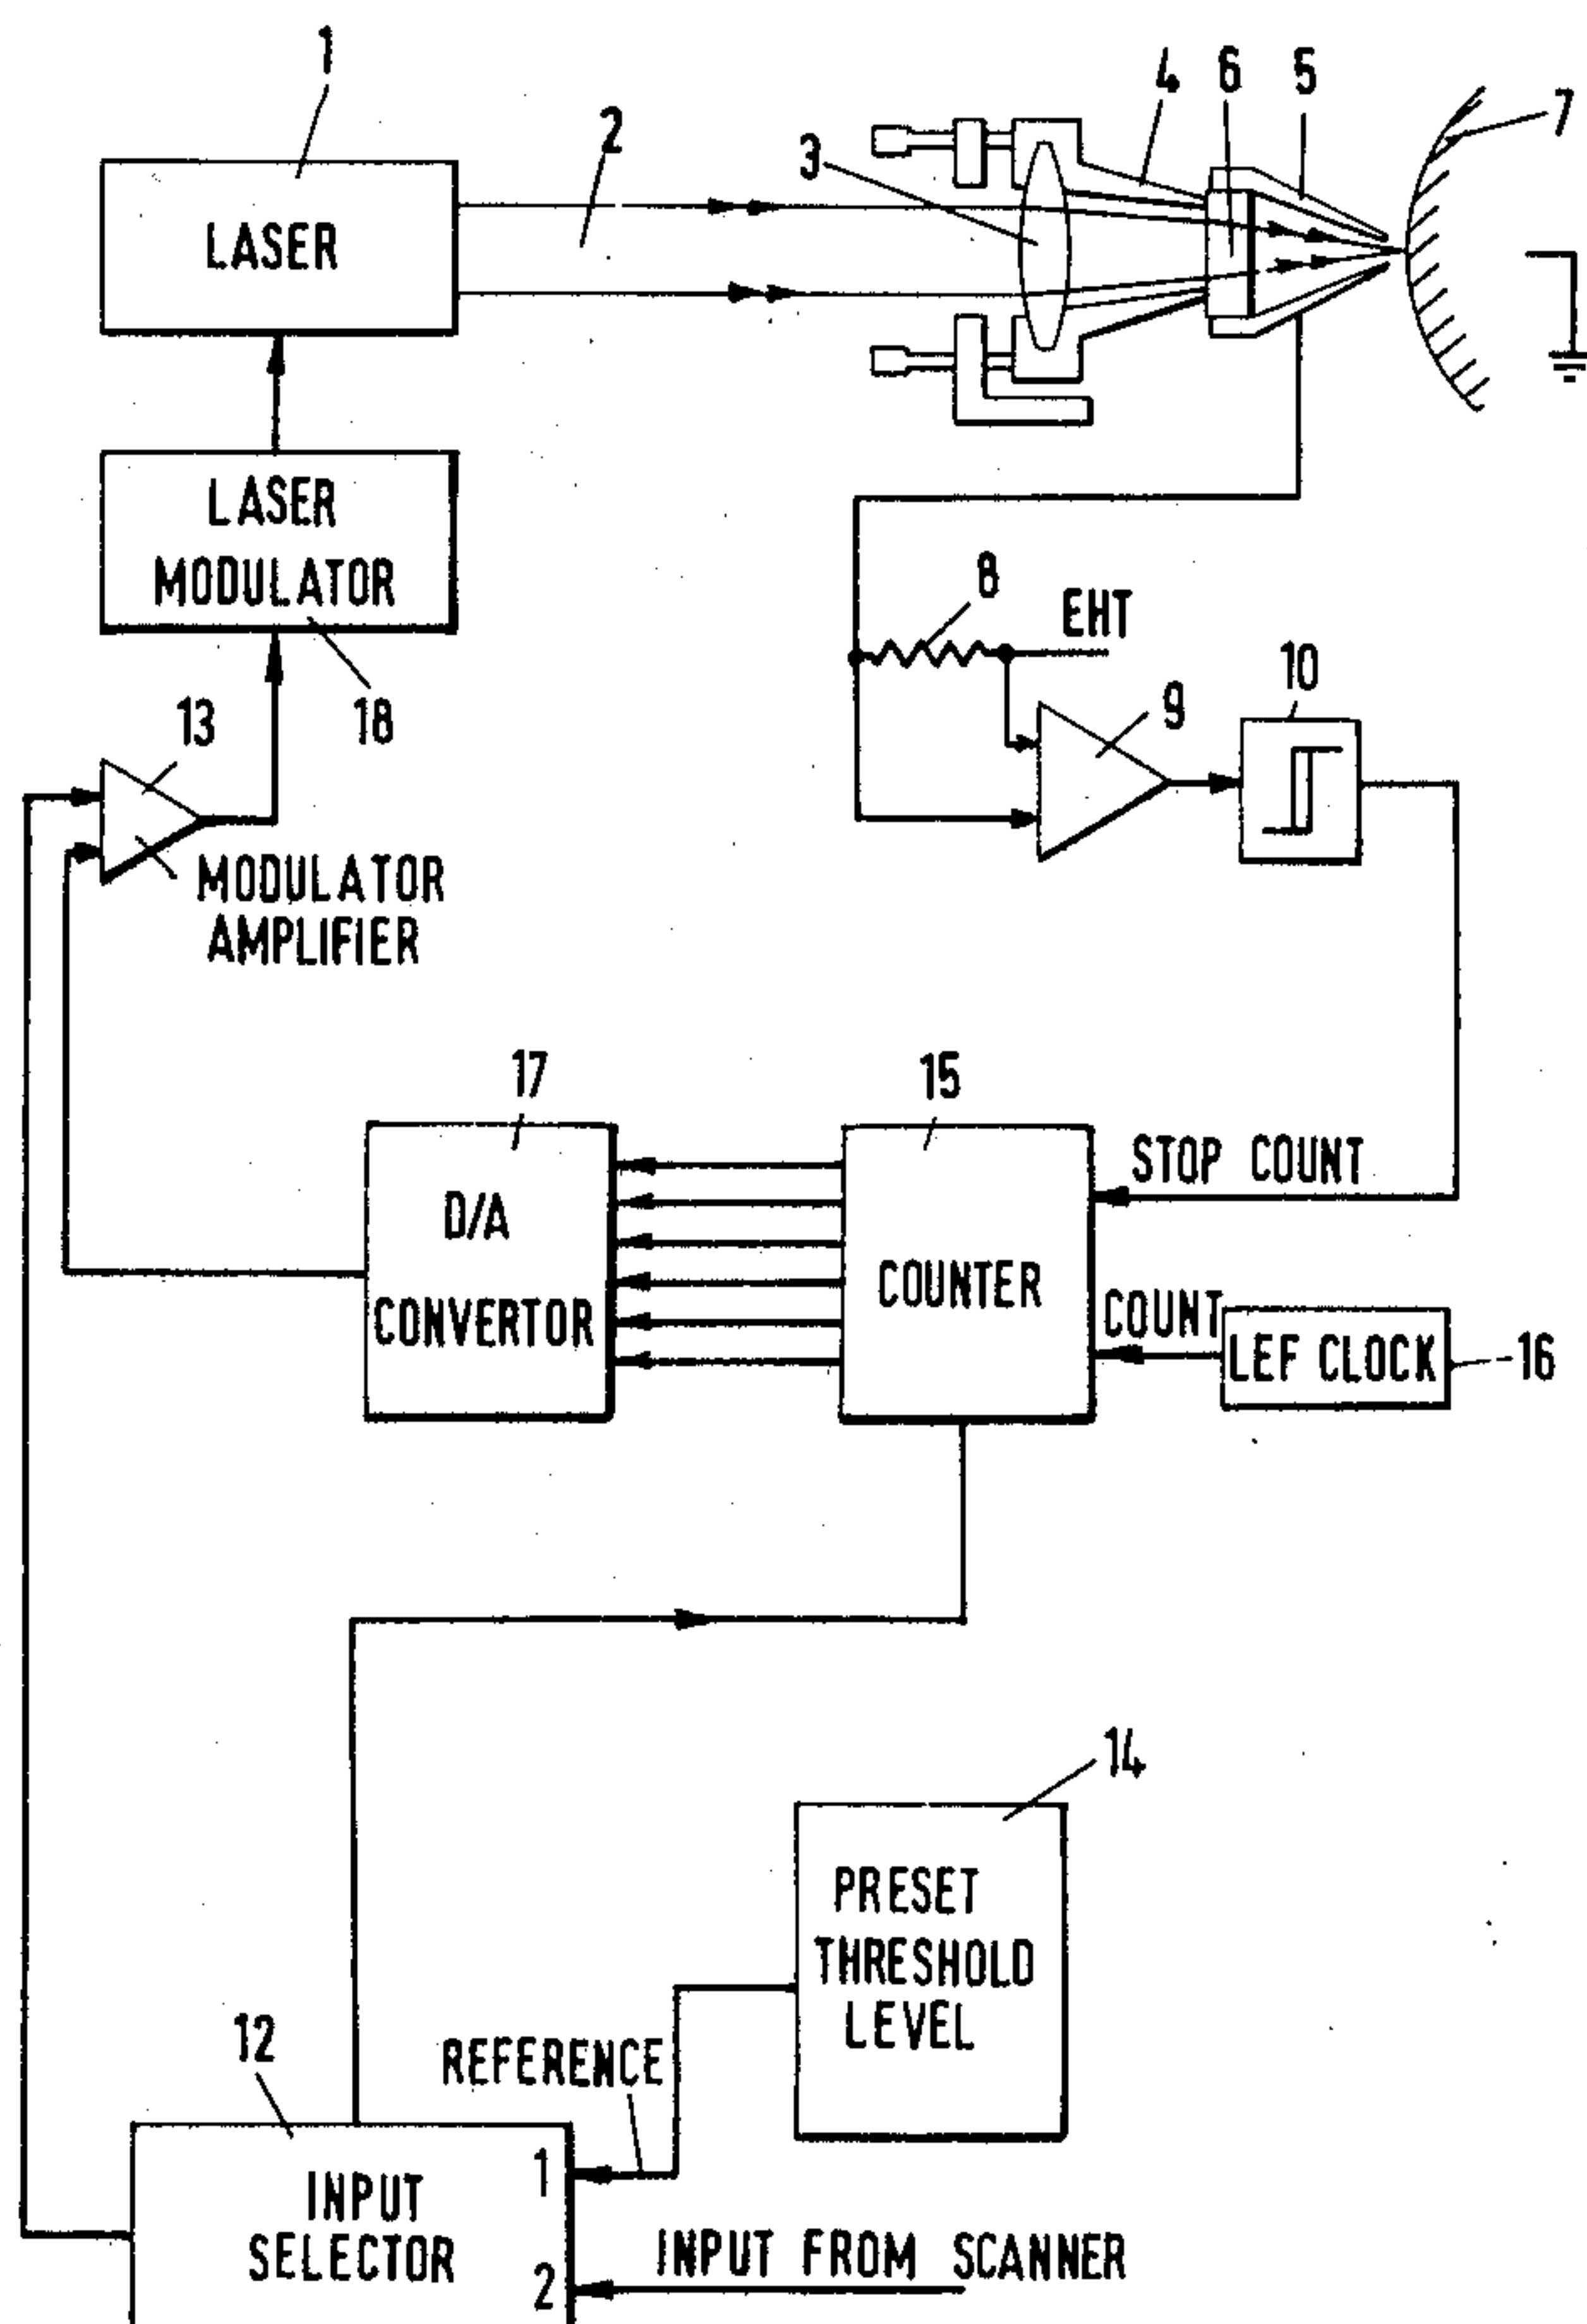 1
2
3
4
6
5
7
LASER
LASER
MODULATOR
18
8
EHT
9
10
13
MODULATOR
AMPLIFIER
17
15
D/A
CONVERTOR
COUNTER
STOP COUNT
COUNT
LEF CLOCK
16
14
PRESET
THRESHOLD
LEVEL
12
REFERENCE
INPUT
SELECTOR
1
2
INPUT FROM SCANNER